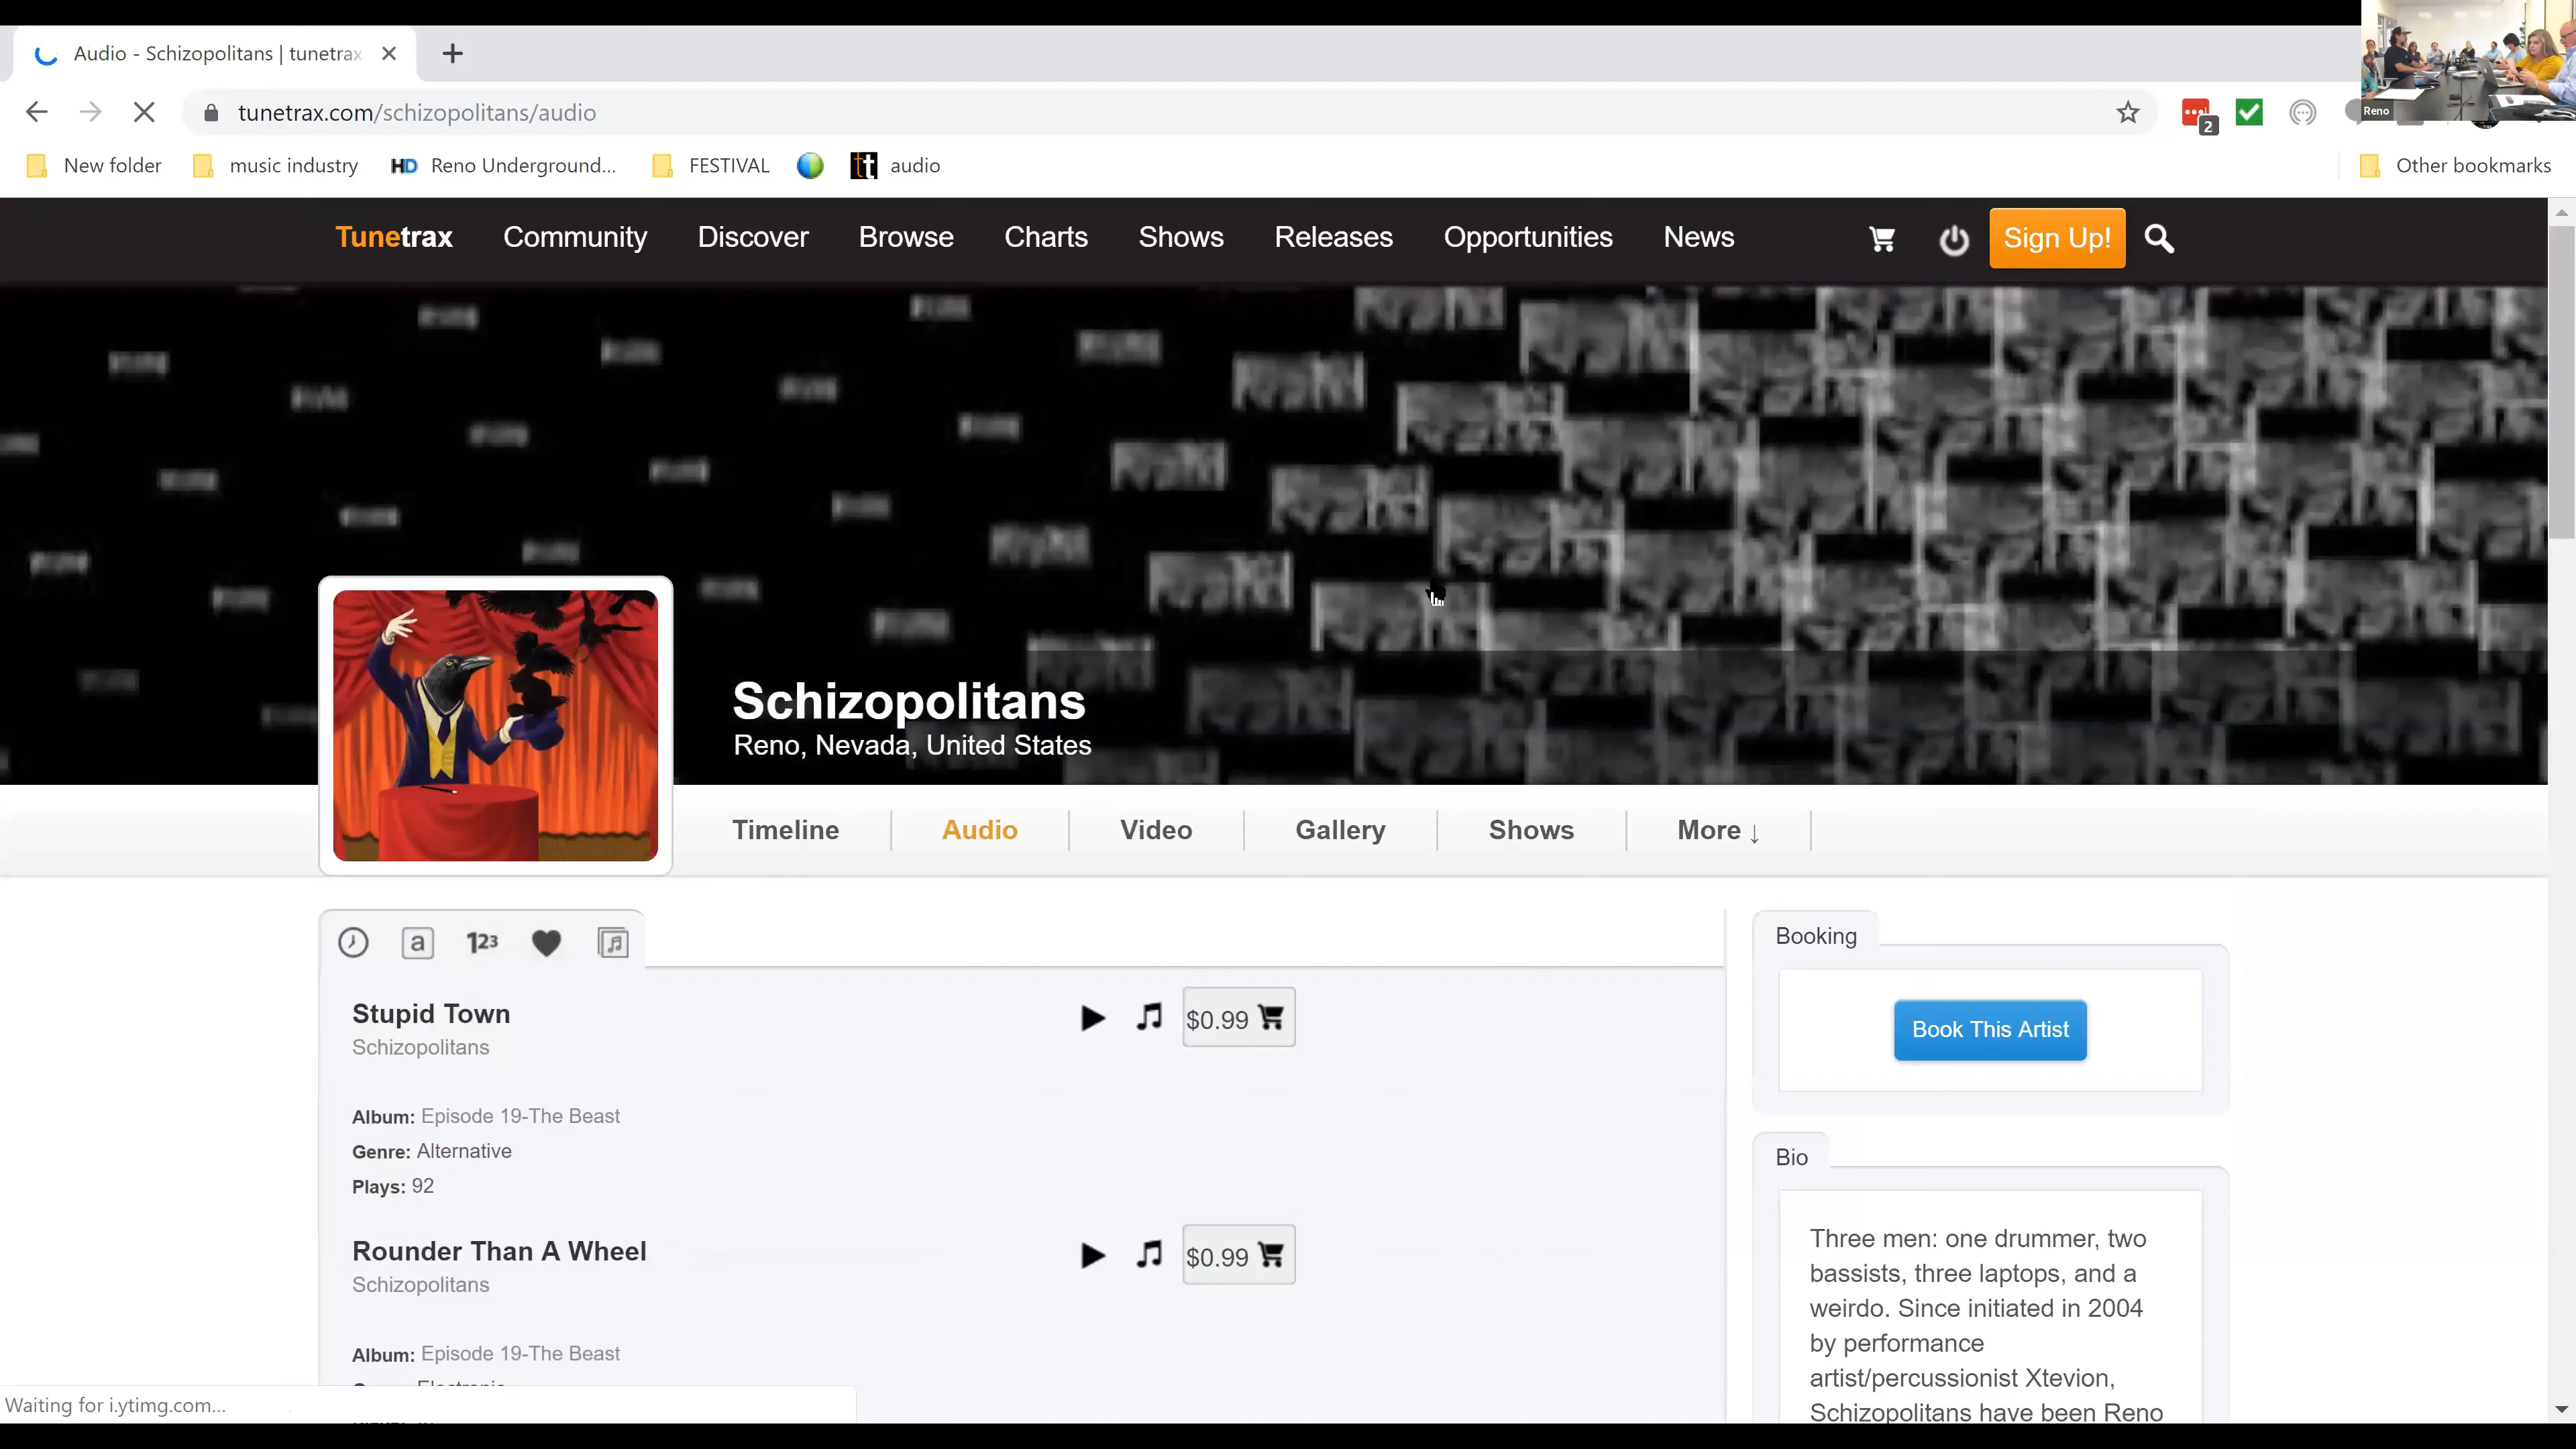 Audio - Schizopolitans | tunetrax
tunetrax.com/schizopolitans/audio
2
Reno
New folder
music industry
HD Reno Underground...
FESTIVAL
tt audio
Other bookmarks
Tunetrax
Community
Discover
Browse
Charts
Shows
Releases
Opportunities
News
Sign Up!
Schizopolitans
Reno, Nevada, United States
Timeline
Audio
Video
Gallery
Shows
More ↓
a
123
Stupid Town
Schizopolitans
$0.99
Album: Episode 19-The Beast
Genre: Alternative
Plays: 92
Rounder Than A Wheel
Schizopolitans
$0.99
Album: Episode 19-The Beast
Booking
Book This Artist
Bio
Three men: one drummer, two
bassists, three laptops, and a
weirdo. Since initiated in 2004
by performance
artist/percussionist Xtevion,
Schizopolitans have been Reno
Waiting for i.ytimg.com...